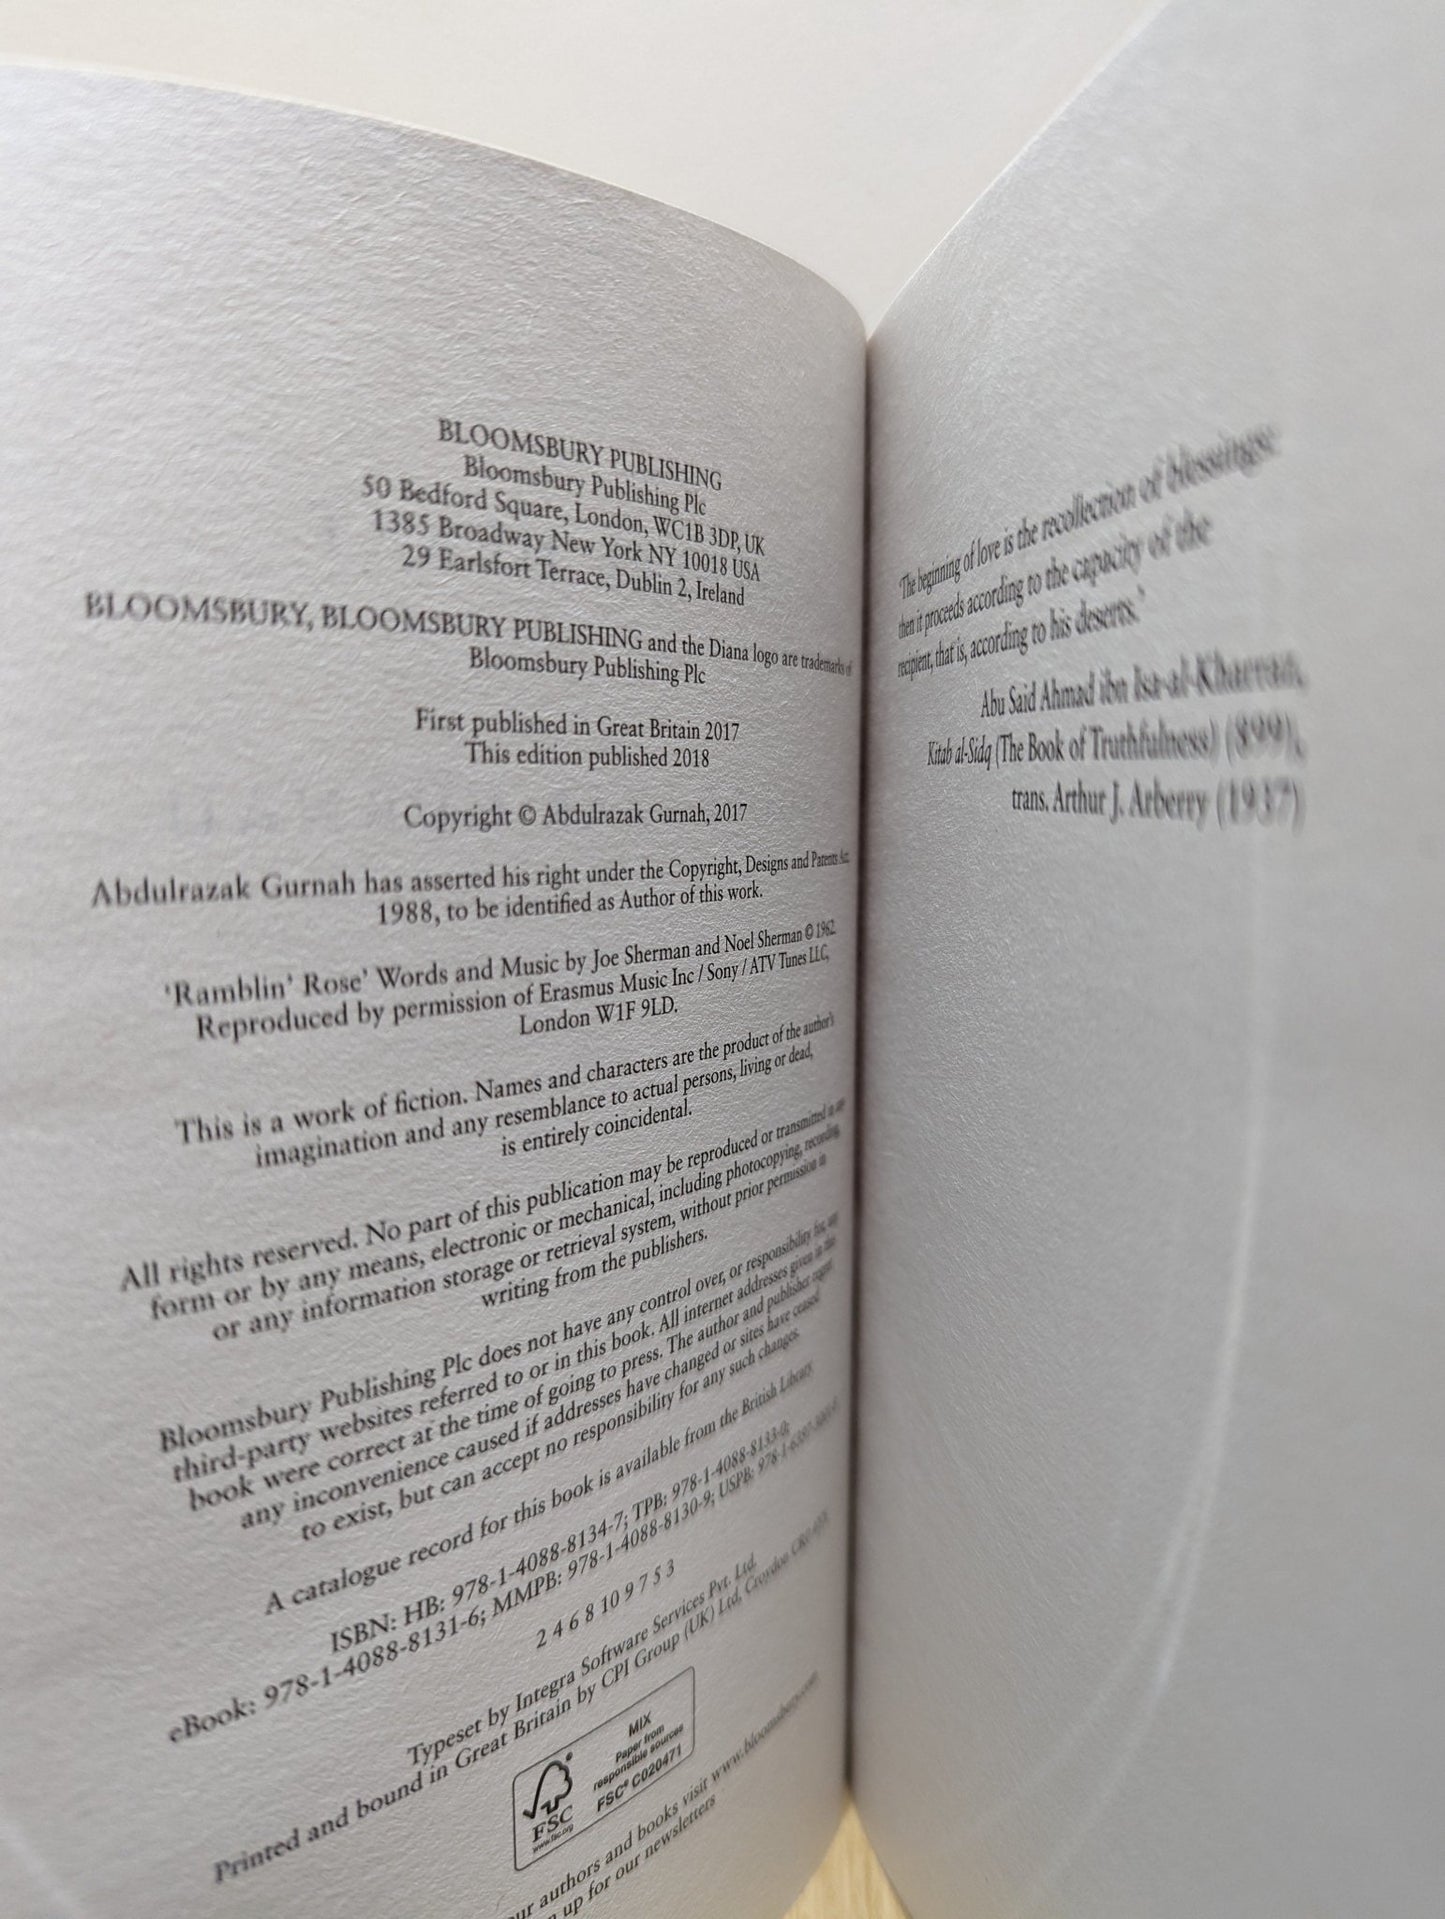 BLOOMSBURY PUBLISHING
Bloomsbury Publishing Plc
50 Bedford Square, London, WC1B 3DP, UK
1385 Broadway New York NY 10018 USA
29 Earlsfort Terrace, Dublin 2, Ireland
BLOOMSBURY, BLOOMSBURY PUBLISHING and the Diana logo are trademarks of
Bloomsbury Publishing Plc
First published in Great Britain 2017
This edition published 2018
Copyright © Abdulrazak Gurnah, 2017
Abdulrazak Gurnah has asserted his right under the Copyright, Designs and Patents Act
1988, to be identified as Author of this work.
'Ramblin' Rose' Words and Music by Joe Sherman and Noel Sherman © 1962.
Reproduced by permission of Erasmus Music Inc / Sony / ATV Tunes LLC,
London W1F 9LD.
This is a work of fiction. Names and characters are the product of the author's
imagination and any resemblance to actual persons, living or dead,
is entirely coincidental.
All rights reserved. No part of this publication may be reproduced or transmitted in any
form or by any means, electronic or mechanical, including photocopying, recording,
or any information storage or retrieval system, without prior permission in
writing from the publishers.
Bloomsbury Publishing Plc does not have any control over, or responsibility for, any
third-party websites referred to or in this book. All internet addresses given in this
book were correct at the time of going to press. The author and publisher regret
any inconvenience caused if addresses have changed or sites have ceased
to exist, but can accept no responsibility for any such changes.
A catalogue record for this book is available from the British Library
ISBN: HB: 978-1-4088-8134-7; TPB: 978-1-4088-8133-0;
eBook: 978-1-4088-8131-6; MMPB: 978-1-4088-8130-9; USPB:
2 4 6 8 10 9 7 5 3
Typeset by Integra Software Services Pvt. Ltd.
Printed and bound in Great Britain by CPI Group (UK) Ltd, Croydon
FSC
www.fsc.org
MIX
Paper from
responsible sources
FSC® C020471
authors and books visit www.bloomsbury.com
up for our newsletters
'The beginning of love is the recollection of blessings:
then it proceeds according to the capacity of the
recipient, that is, according to his deserts.'
Abu Said Ahmad ibn Isa-al-Kharraz,
Kitab al-Sidq (The Book of Truthfulness) (899),
trans. Arthur J. Arberry (1937)